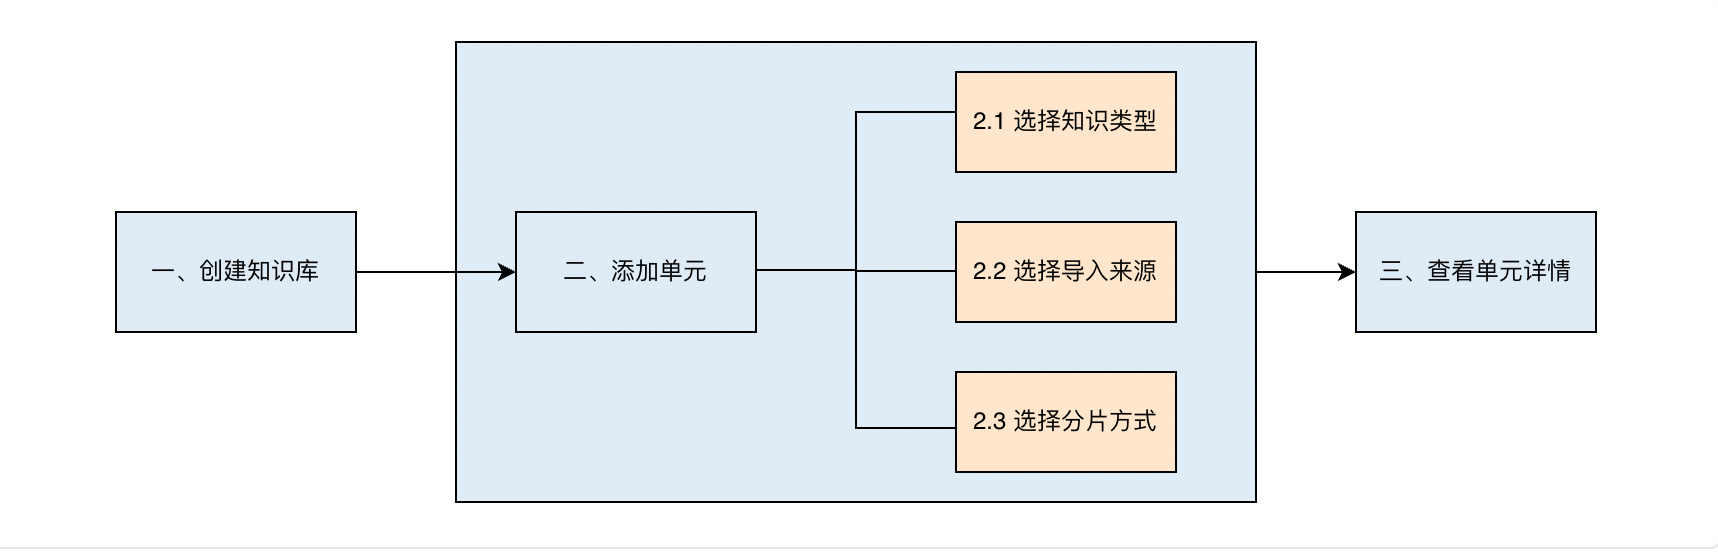 一、创建知识库
二、添加单元
2.1 选择知识类型
2.2 选择导入来源
2.3 选择分片方式
三、查看单元详情